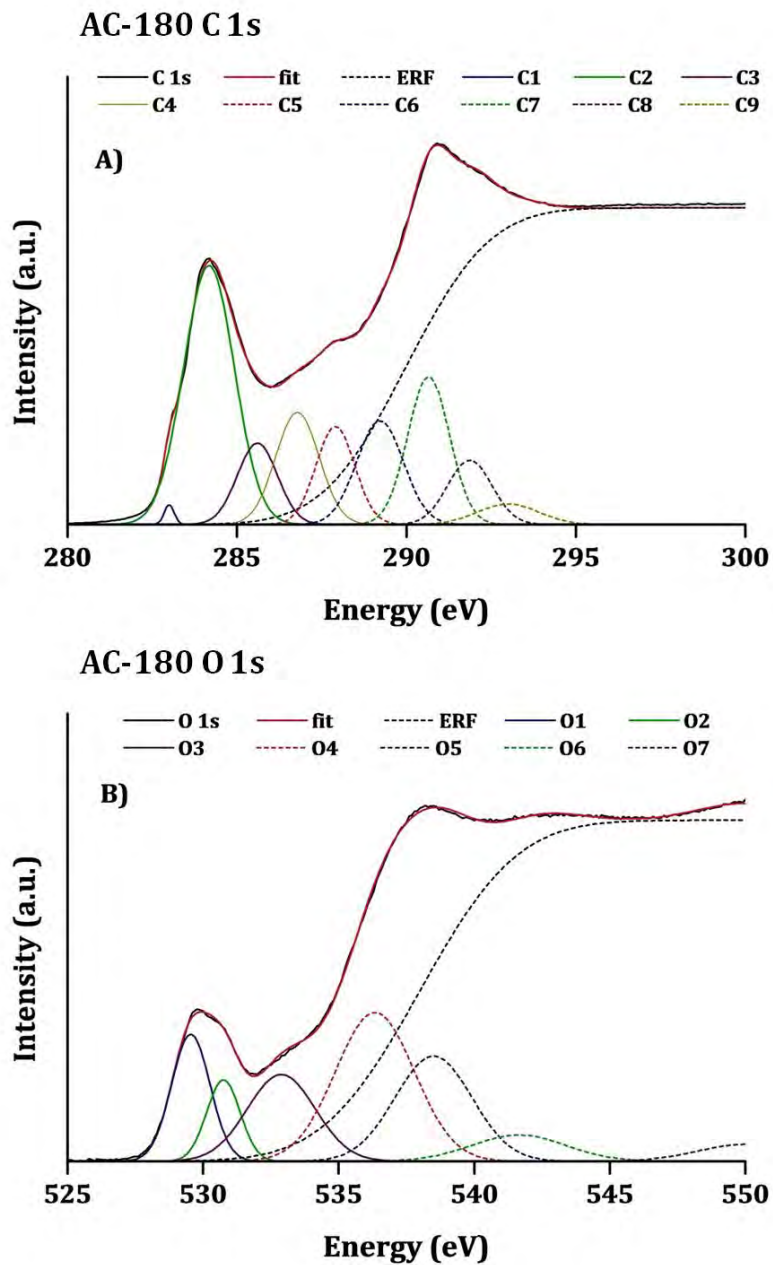 AC-180 C 1s
C 1s fit ERF C1 C2 C3
C4 C5 C6 C7 C8 C9
A)
Intensity (a.u.)
280 285 290 295 300
Energy (eV)
AC-180 O 1s
O 1s fit ERF O1 O2
O3 O4 O5 O6 O7
B)
Intensity (a.u.)
525 530 535 540 545 550
Energy (eV)